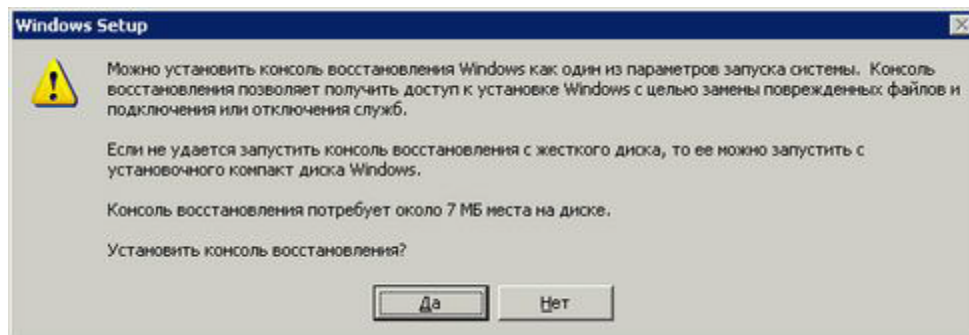 Windows Setup
Можно установить консоль восстановления Windows как один из параметров запуска системы. Консоль
восстановления позволяет получить доступ к установке Windows с целью замены поврежденных файлов и
подключения или отключения служб.
Если не удается запустить консоль восстановления с жесткого диска, то ее можно запустить с
установочного компакт диска Windows.
Консоль восстановления потребует около 7 МБ места на диске.
Установить консоль восстановления?
Да
Нет